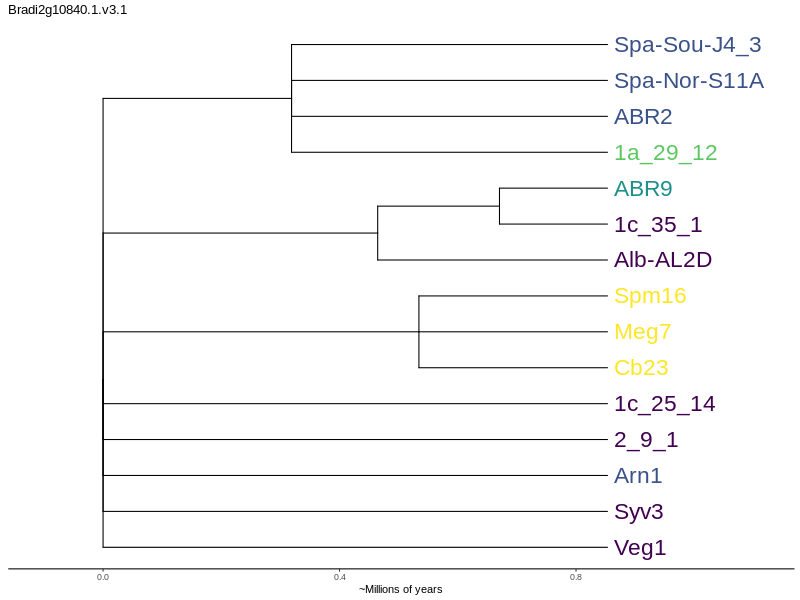 Bradi2g10840.1.v3.1
Spa-Sou-J4_3
Spa-Nor-S11A
ABR2
1a_29_12
ABR9
1c_35_1
Alb-AL2D
Spm16
Meg7
Cb23
1c_25_14
2_9_1
Arn1
Syv3
Veg1
0.0 0.4 0.8
~Millions of years